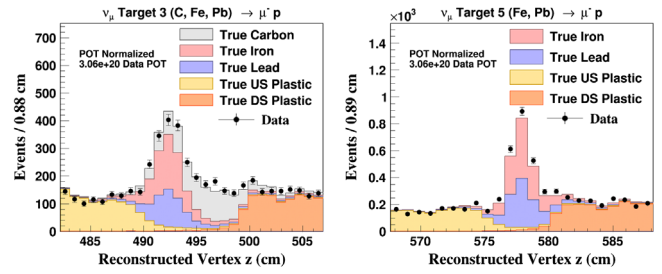 νμ Target 3 (C, Fe, Pb) → μ⁻ p
Events / 0.88 cm
700
600
500
400
300
200
100
0
POT Normalized
3.06e+20 Data POT
True Carbon
True Iron
True Lead
True US Plastic
True DS Plastic
Data
485 490 495 500 505
Reconstructed Vertex z (cm)
νμ Target 5 (Fe, Pb) → μ⁻ p
×10³
Events / 0.89 cm
1.4
1.2
1
0.8
0.6
0.4
0.2
0
POT Normalized
3.06e+20 Data POT
True Iron
True Lead
True US Plastic
True DS Plastic
Data
570 575 580 585
Reconstructed Vertex z (cm)